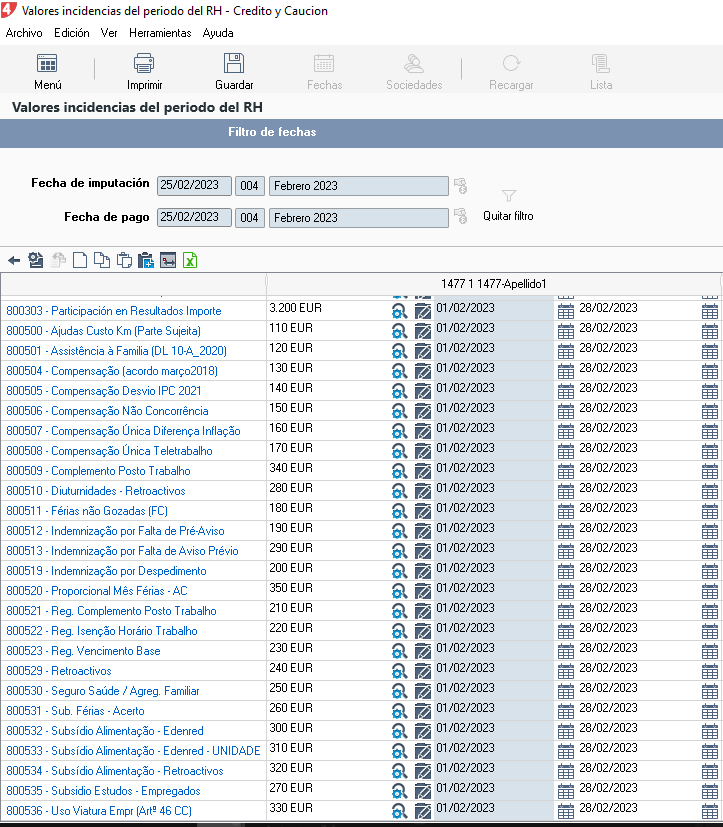 Valores incidencias del periodo del RH - Credito y Caucion
Archivo Edición Ver Herramientas Ayuda
Menú Imprimir Guardar Fechas Sociedades Recargar Lista
Valores incidencias del periodo del RH
Filtro de fechas
Fecha de imputación 25/02/2023 004 Febrero 2023
Fecha de pago 25/02/2023 004 Febrero 2023 Quitar filtro
1477 1 1477-Apellido1
800303 - Participación en Resultados Importe 3.200 EUR 01/02/2023 28/02/2023
800500 - Ajudas Custo Km (Parte Sujeita) 110 EUR 01/02/2023 28/02/2023
800501 - Assistência à Familia (DL 10-A_2020) 120 EUR 01/02/2023 28/02/2023
800504 - Compensação (acordo março2018) 130 EUR 01/02/2023 28/02/2023
800505 - Compensação Desvio IPC 2021 140 EUR 01/02/2023 28/02/2023
800506 - Compensação Não Concorrência 150 EUR 01/02/2023 28/02/2023
800507 - Compensação Única Diferença Inflação 160 EUR 01/02/2023 28/02/2023
800508 - Compensação Única Teletrabalho 170 EUR 01/02/2023 28/02/2023
800509 - Complemento Posto Trabalho 340 EUR 01/02/2023 28/02/2023
800510 - Diuturnidades - Retroactivos 280 EUR 01/02/2023 28/02/2023
800511 - Férias não Gozadas (FC) 180 EUR 01/02/2023 28/02/2023
800512 - Indemnização por Falta de Pré-Aviso 190 EUR 01/02/2023 28/02/2023
800513 - Indemnização por Falta de Aviso Prévio 290 EUR 01/02/2023 28/02/2023
800519 - Indemnização por Despedimento 200 EUR 01/02/2023 28/02/2023
800520 - Proporcional Mês Férias - AC 350 EUR 01/02/2023 28/02/2023
800521 - Reg. Complemento Posto Trabalho 210 EUR 01/02/2023 28/02/2023
800522 - Reg. Isenção Horário Trabalho 220 EUR 01/02/2023 28/02/2023
800523 - Reg. Vencimento Base 230 EUR 01/02/2023 28/02/2023
800529 - Retroactivos 240 EUR 01/02/2023 28/02/2023
800530 - Seguro Saúde / Agreg. Familiar 250 EUR 01/02/2023 28/02/2023
800531 - Sub. Férias - Acerto 260 EUR 01/02/2023 28/02/2023
800532 - Subsídio Alimentação - Edenred 300 EUR 01/02/2023 28/02/2023
800533 - Subsídio Alimentação - Edenred - UNIDADE 310 EUR 01/02/2023 28/02/2023
800534 - Subsídio Alimentação - Retroactivos 320 EUR 01/02/2023 28/02/2023
800535 - Subsidio Estudos - Empregados 270 EUR 01/02/2023 28/02/2023
800536 - Uso Viatura Empr (Artº 46 CC) 330 EUR 01/02/2023 28/02/2023